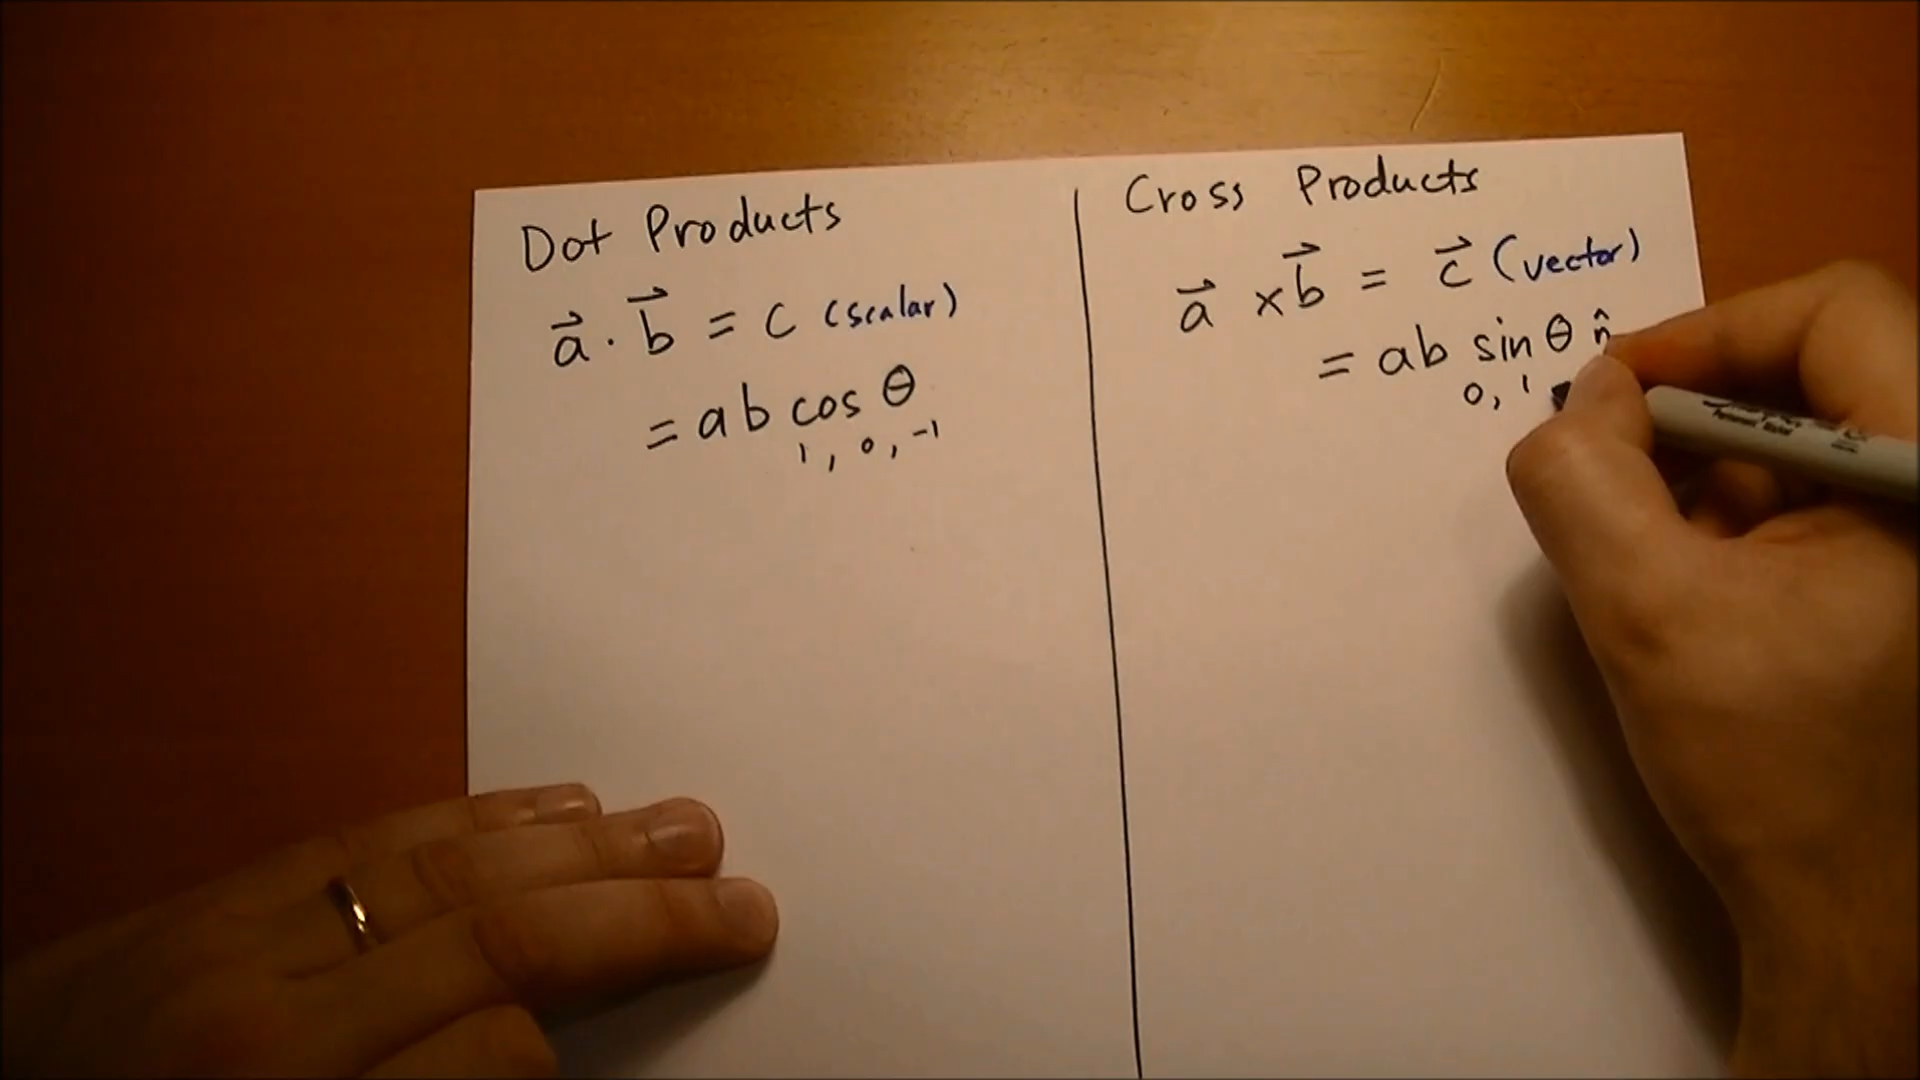 Dot Products
a⃗ · b⃗ = c (scalar)
= ab cos θ
1, 0, -1
Cross Products
a⃗ × b⃗ = c⃗ (vector)
= ab sin θ n̂
0, 1